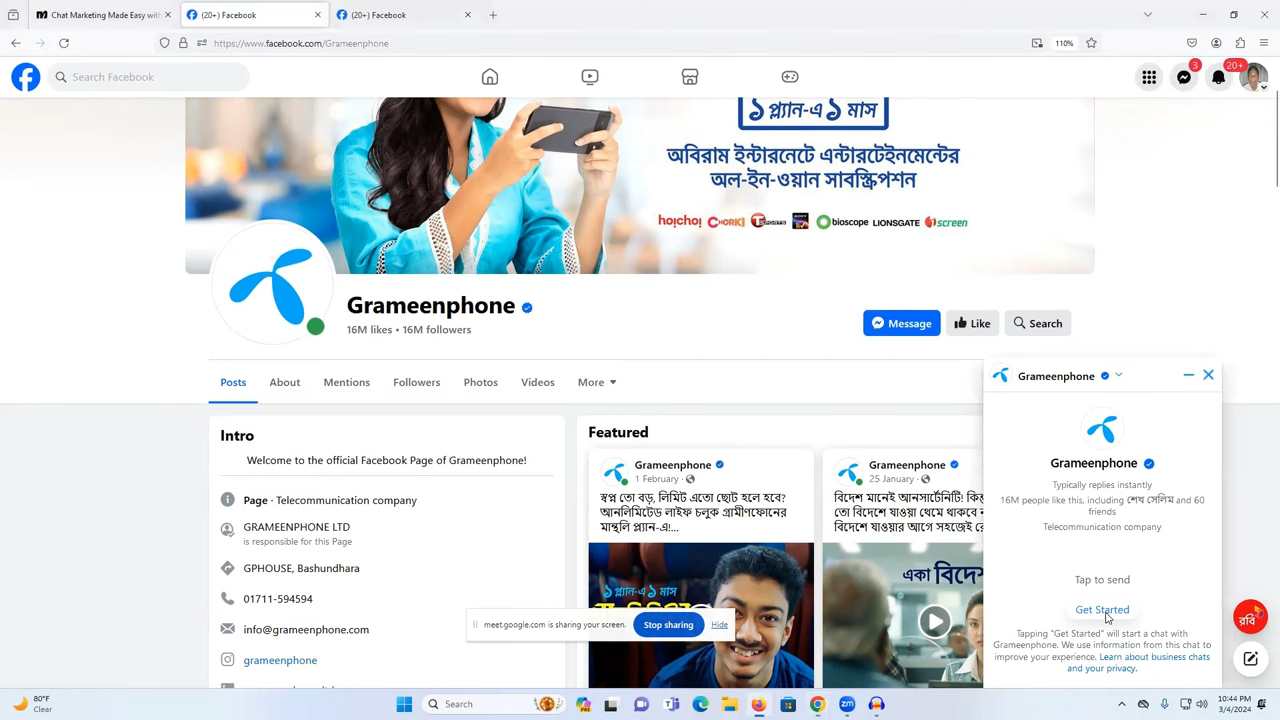 Chat Marketing Made Easy with
(20+) Facebook
(20+) Facebook
https://www.facebook.com/Grameenphone
110%
Search Facebook
3
20+
১ প্ল্যান-এ ১ মাস
অবিরাম ইন্টারনেটে এন্টারটেইনমেন্টের
অল-ইন-ওয়ান সাবস্ক্রিপশন
hoichoi CHORKI T SPORTS SONY bioscope LIONSGATE iscreen
Grameenphone
16M likes • 16M followers
Message
Like
Search
Posts
About
Mentions
Followers
Photos
Videos
More
Intro
Welcome to the official Facebook Page of Grameenphone!
Page · Telecommunication company
GRAMEENPHONE LTD
is responsible for this Page
GPHOUSE, Bashundhara
01711-594594
info@grameenphone.com
grameenphone
Featured
Grameenphone
1 February ·
স্বপ্ন তো বড়, লিমিট এতো ছোট হলে হবে?
আনলিমিটেড লাইফ চলুক গ্রামীণফোনের
মান্থলি প্ল্যান-এ!...
১ প্ল্যান-এ ১ মাস
Grameenphone
25 January ·
বিদেশ মানেই আনসার্টেনিটি! কিন্
তো বিদেশে যাওয়া থেমে থাকবে ন
বিদেশে যাওয়ার আগে সহজেই রে
একা বিদে
Grameenphone
Grameenphone
Typically replies instantly
16M people like this, including শেখ সেলিম and 60
friends
Telecommunication company
Tap to send
Get Started
Tapping "Get Started" will start a chat with
Grameenphone. We use information from this chat to
improve your experience. Learn about business chats
and your privacy.
রবি
meet.google.com is sharing your screen.
Stop sharing
Hide
80°F
Clear
Search
10:44 PM
3/4/2024